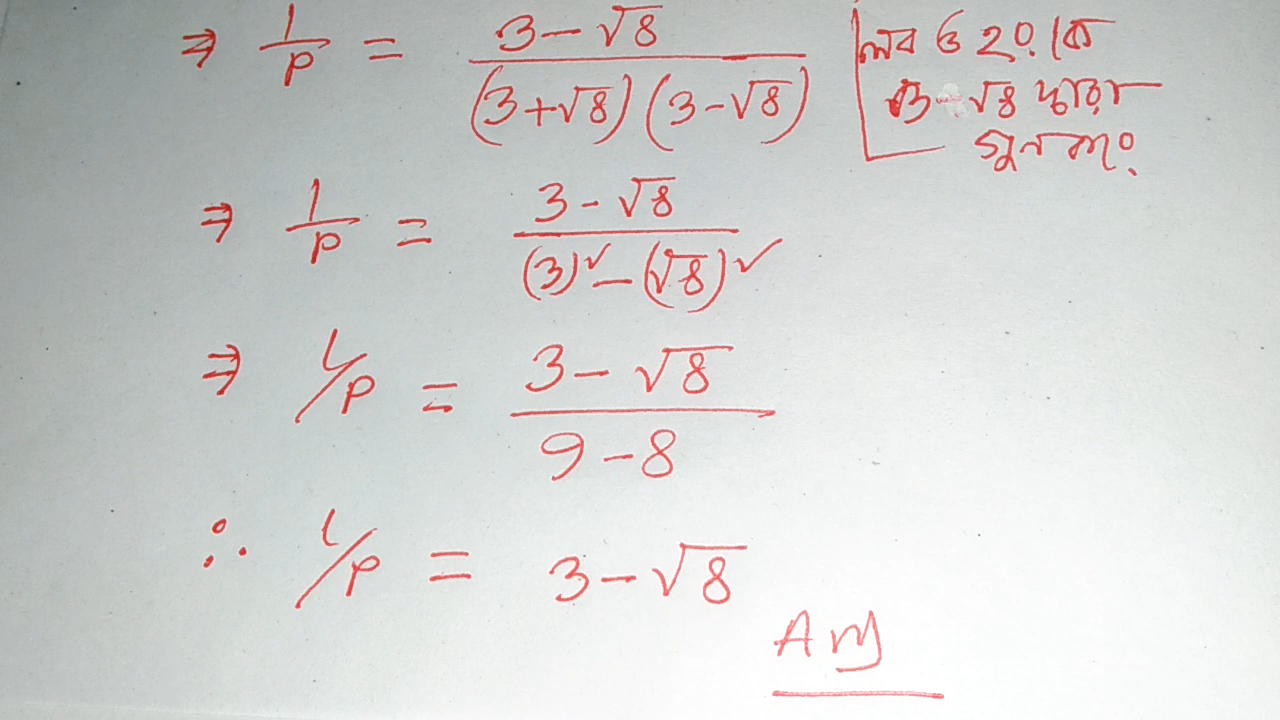 ⇒ 1/p = (3-√8)/((3+√8)(3-√8))
লব ও হর কে
3-√8 দ্বারা
গুন করে
⇒ 1/p = (3-√8)/((3)² - (√8)²)
⇒ 1/p = (3-√8)/(9-8)
∴ 1/p = 3-√8
Ans